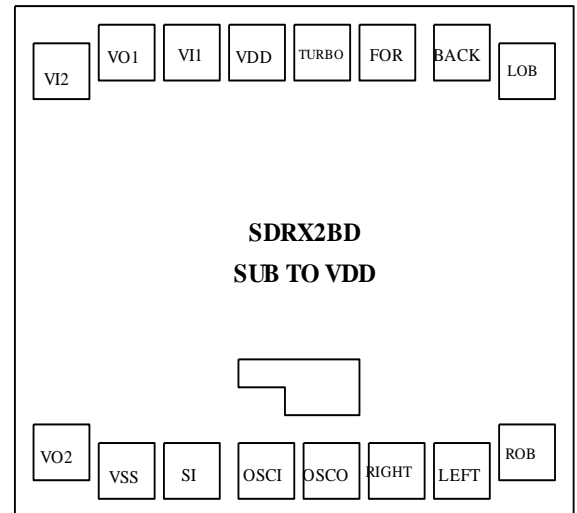 VI2 VO1 VI1 VDD TURBO FOR BACK LOB
SDRX2BD
SUB TO VDD
VO2 VSS SI OSCI OSCO RIGHT LEFT ROB